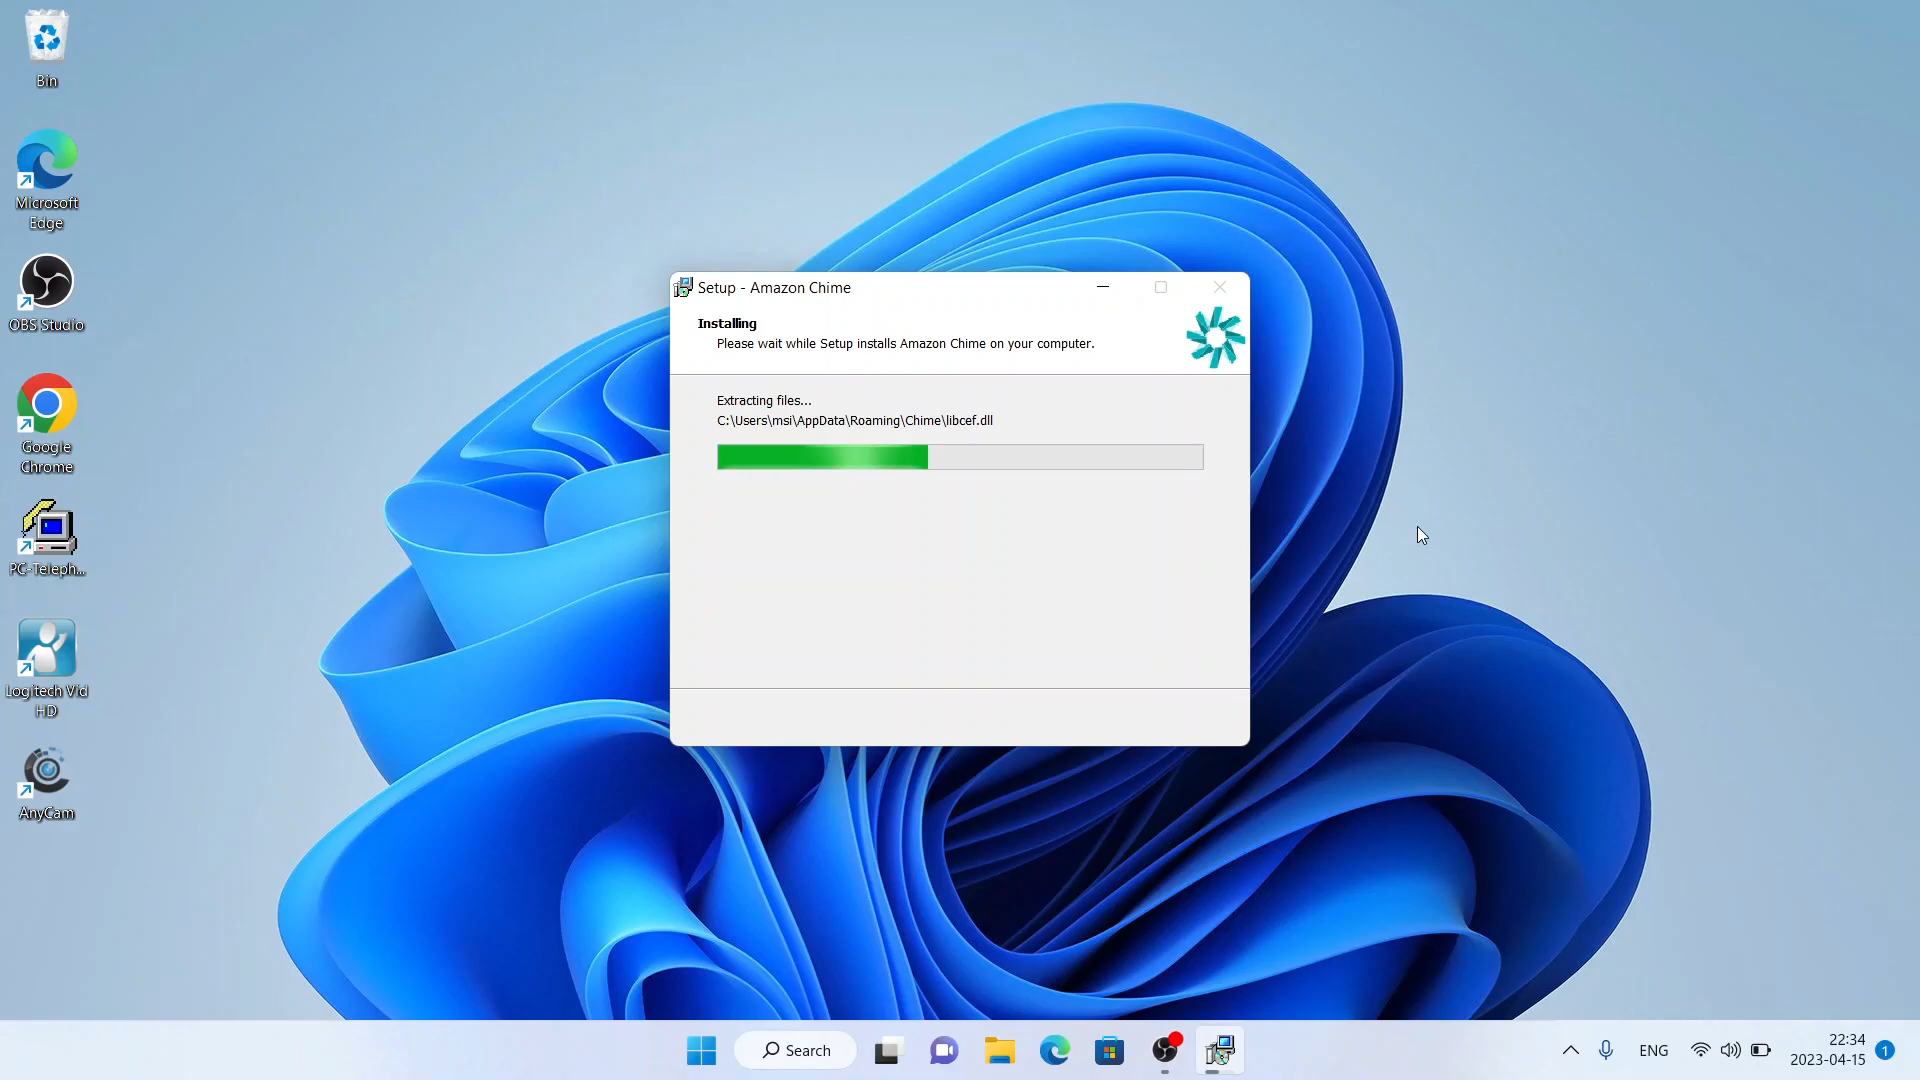 Bin
Microsoft
Edge
OBS Studio
Google
Chrome
PC-Teleph...
Logitech Vid
HD
AnyCam
Setup - Amazon Chime
Installing
Please wait while Setup installs Amazon Chime on your computer.
Extracting files...
C:\Users\msi\AppData\Roaming\Chime\libcef.dll
Search
ENG
22:34
2023-04-15
1